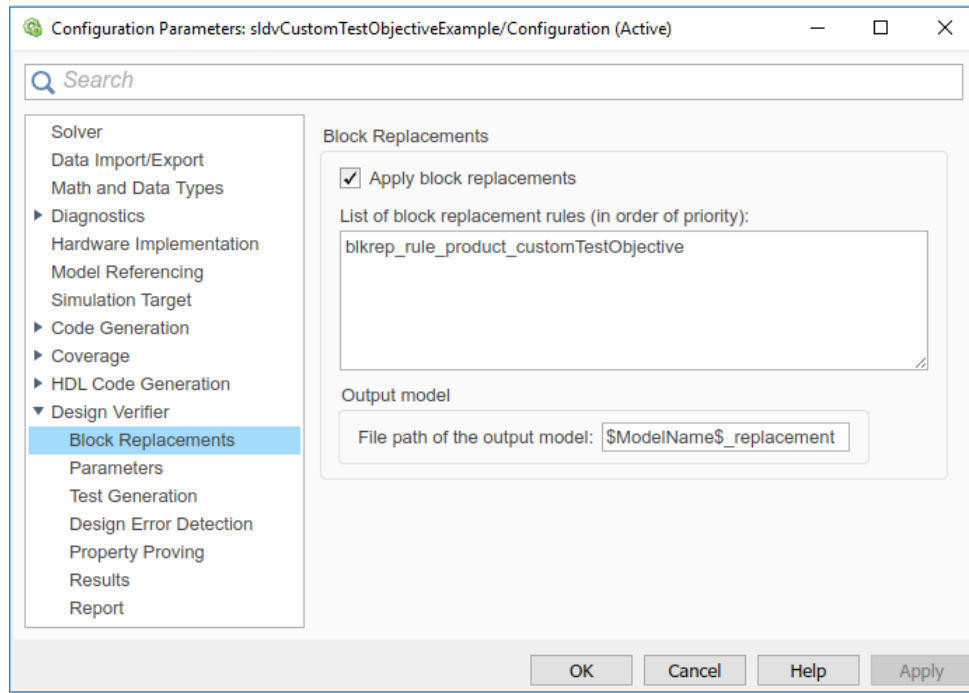 Configuration Parameters: sldvCustomTestObjectiveExample/Configuration (Active)
Search
Solver
Data Import/Export
Math and Data Types
Diagnostics
Hardware Implementation
Model Referencing
Simulation Target
Code Generation
Coverage
HDL Code Generation
Design Verifier
Block Replacements
Parameters
Test Generation
Design Error Detection
Property Proving
Results
Report
Block Replacements
Apply block replacements
List of block replacement rules (in order of priority):
blkrep_rule_product_customTestObjective
Output model
File path of the output model: $ModelName$_replacement
OK Cancel Help Apply